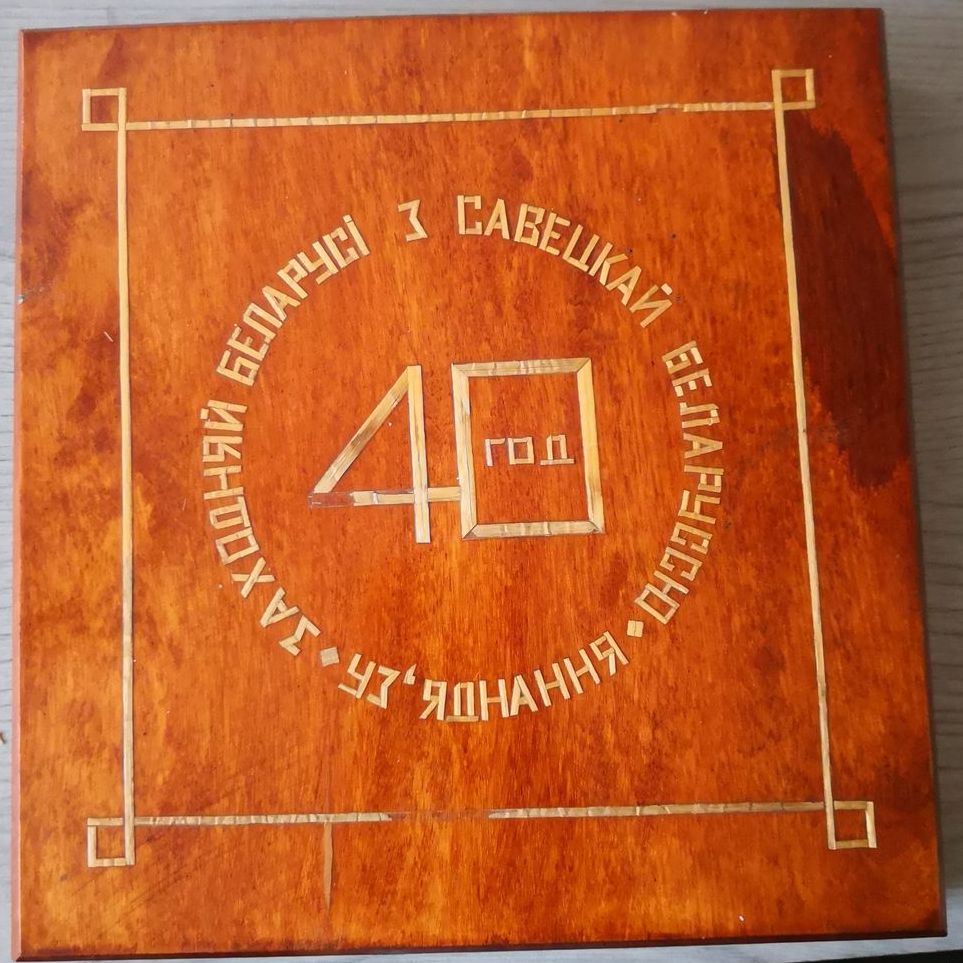 ЗАХОДНЯЙ БЕЛАРУСІ З САВЕЦКАЙ БЕЛАРУССЮ •
УЗ'ЯДНАННЯ •
40
ГОД